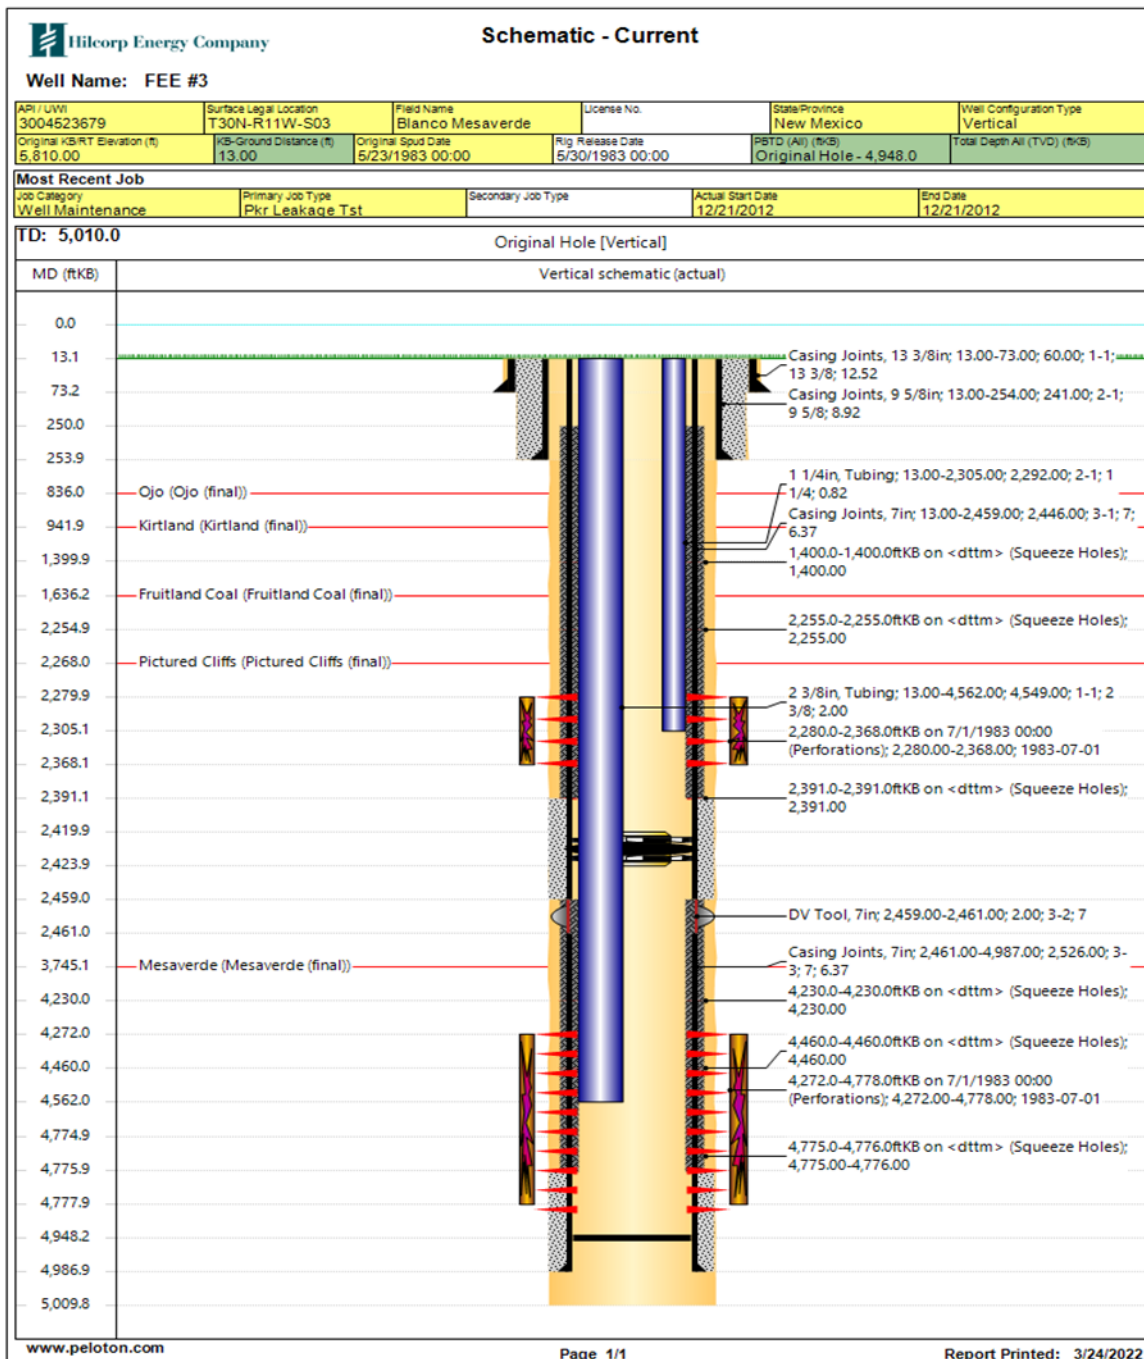 Hilcorp Energy Company
Schematic - Current
Well Name: FEE #3
API / UWI
3004523679
Surface Legal Location
T30N-R11W-S03
Field Name
Blanco Mesaverde
License No.
State/Province
New Mexico
Well Configuration Type
Vertical
Original KB/RT Elevation (ft)
5,810.00
KB-Ground Distance (ft)
13.00
Original Spud Date
5/23/1983 00:00
Rig Release Date
5/30/1983 00:00
PBTD (All) (ftKB)
Original Hole - 4,948.0
Total Depth All (TVD) (ftKB)
Most Recent Job
Job Category
Well Maintenance
Primary Job Type
Pkr Leakage Tst
Secondary Job Type
Actual Start Date
12/21/2012
End Date
12/21/2012
TD: 5,010.0
Original Hole [Vertical]
MD (ftKB)
Vertical schematic (actual)
0.0
13.1
Casing Joints, 13 3/8in; 13.00-73.00; 60.00; 1-1;
13 3/8; 12.52
73.2
Casing Joints, 9 5/8in; 13.00-254.00; 241.00; 2-1;
9 5/8; 8.92
250.0
253.9
1 1/4in, Tubing; 13.00-2,305.00; 2,292.00; 2-1; 1
1/4; 0.82
836.0
Ojo (Ojo (final))
Casing Joints, 7in; 13.00-2,459.00; 2,446.00; 3-1; 7;
6.37
941.9
Kirtland (Kirtland (final))
1,400.0-1,400.0ftKB on <dttm> (Squeeze Holes);
1,400.00
1,399.9
1,636.2
Fruitland Coal (Fruitland Coal (final))
2,255.0-2,255.0ftKB on <dttm> (Squeeze Holes);
2,255.00
2,254.9
2,268.0
Pictured Cliffs (Pictured Cliffs (final))
2,279.9
2 3/8in, Tubing; 13.00-4,562.00; 4,549.00; 1-1; 2
3/8; 2.00
2,305.1
2,280.0-2,368.0ftKB on 7/1/1983 00:00
(Perforations); 2,280.00-2,368.00; 1983-07-01
2,368.1
2,391.0-2,391.0ftKB on <dttm> (Squeeze Holes);
2,391.00
2,391.1
2,419.9
2,423.9
2,459.0
DV Tool, 7in; 2,459.00-2,461.00; 2.00; 3-2; 7
2,461.0
Casing Joints, 7in; 2,461.00-4,987.00; 2,526.00; 3-
3; 7; 6.37
3,745.1
Mesaverde (Mesaverde (final))
4,230.0-4,230.0ftKB on <dttm> (Squeeze Holes);
4,230.00
4,230.0
4,272.0
4,460.0-4,460.0ftKB on <dttm> (Squeeze Holes);
4,460.00
4,460.0
4,272.0-4,778.0ftKB on 7/1/1983 00:00
(Perforations); 4,272.00-4,778.00; 1983-07-01
4,562.0
4,774.9
4,775.0-4,776.0ftKB on <dttm> (Squeeze Holes);
4,775.00-4,776.00
4,775.9
4,777.9
4,948.2
4,986.9
5,009.8
www.peloton.com
Page 1/1
Report Printed: 3/24/2022